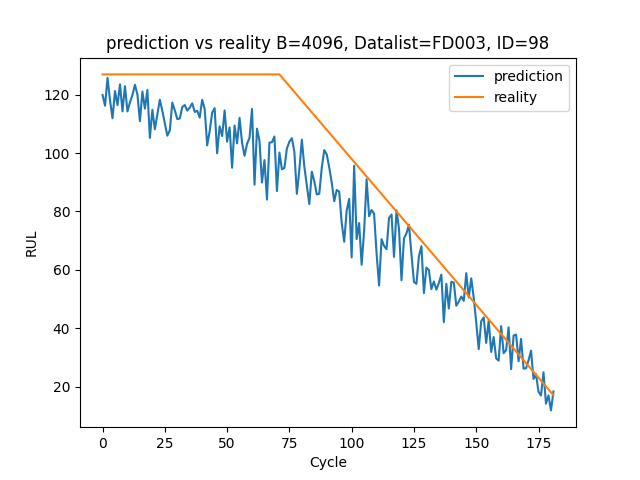 prediction vs reality B=4096, Datalist=FD003, ID=98
prediction
reality
RUL
120
100
80
60
40
20
0 25 50 75 100 125 150 175
Cycle